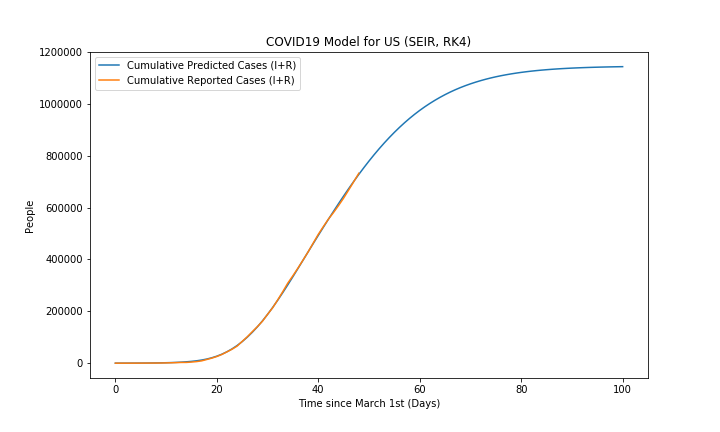 COVID19 Model for US (SEIR, RK4)
Cumulative Predicted Cases (I+R)
Cumulative Reported Cases (I+R)
1200000
1000000
800000
600000
400000
200000
0
People
0 20 40 60 80 100
Time since March 1st (Days)